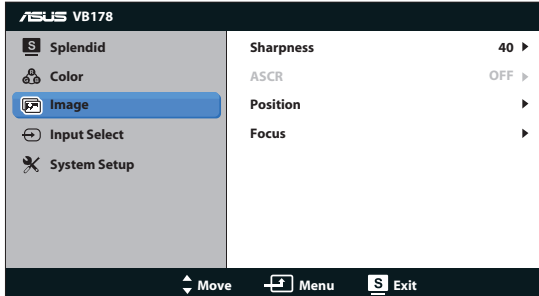 ASUS VB178
S Splendid
Color
Image
Input Select
System Setup
Sharpness 40
ASCR OFF
Position
Focus
Move Menu S Exit